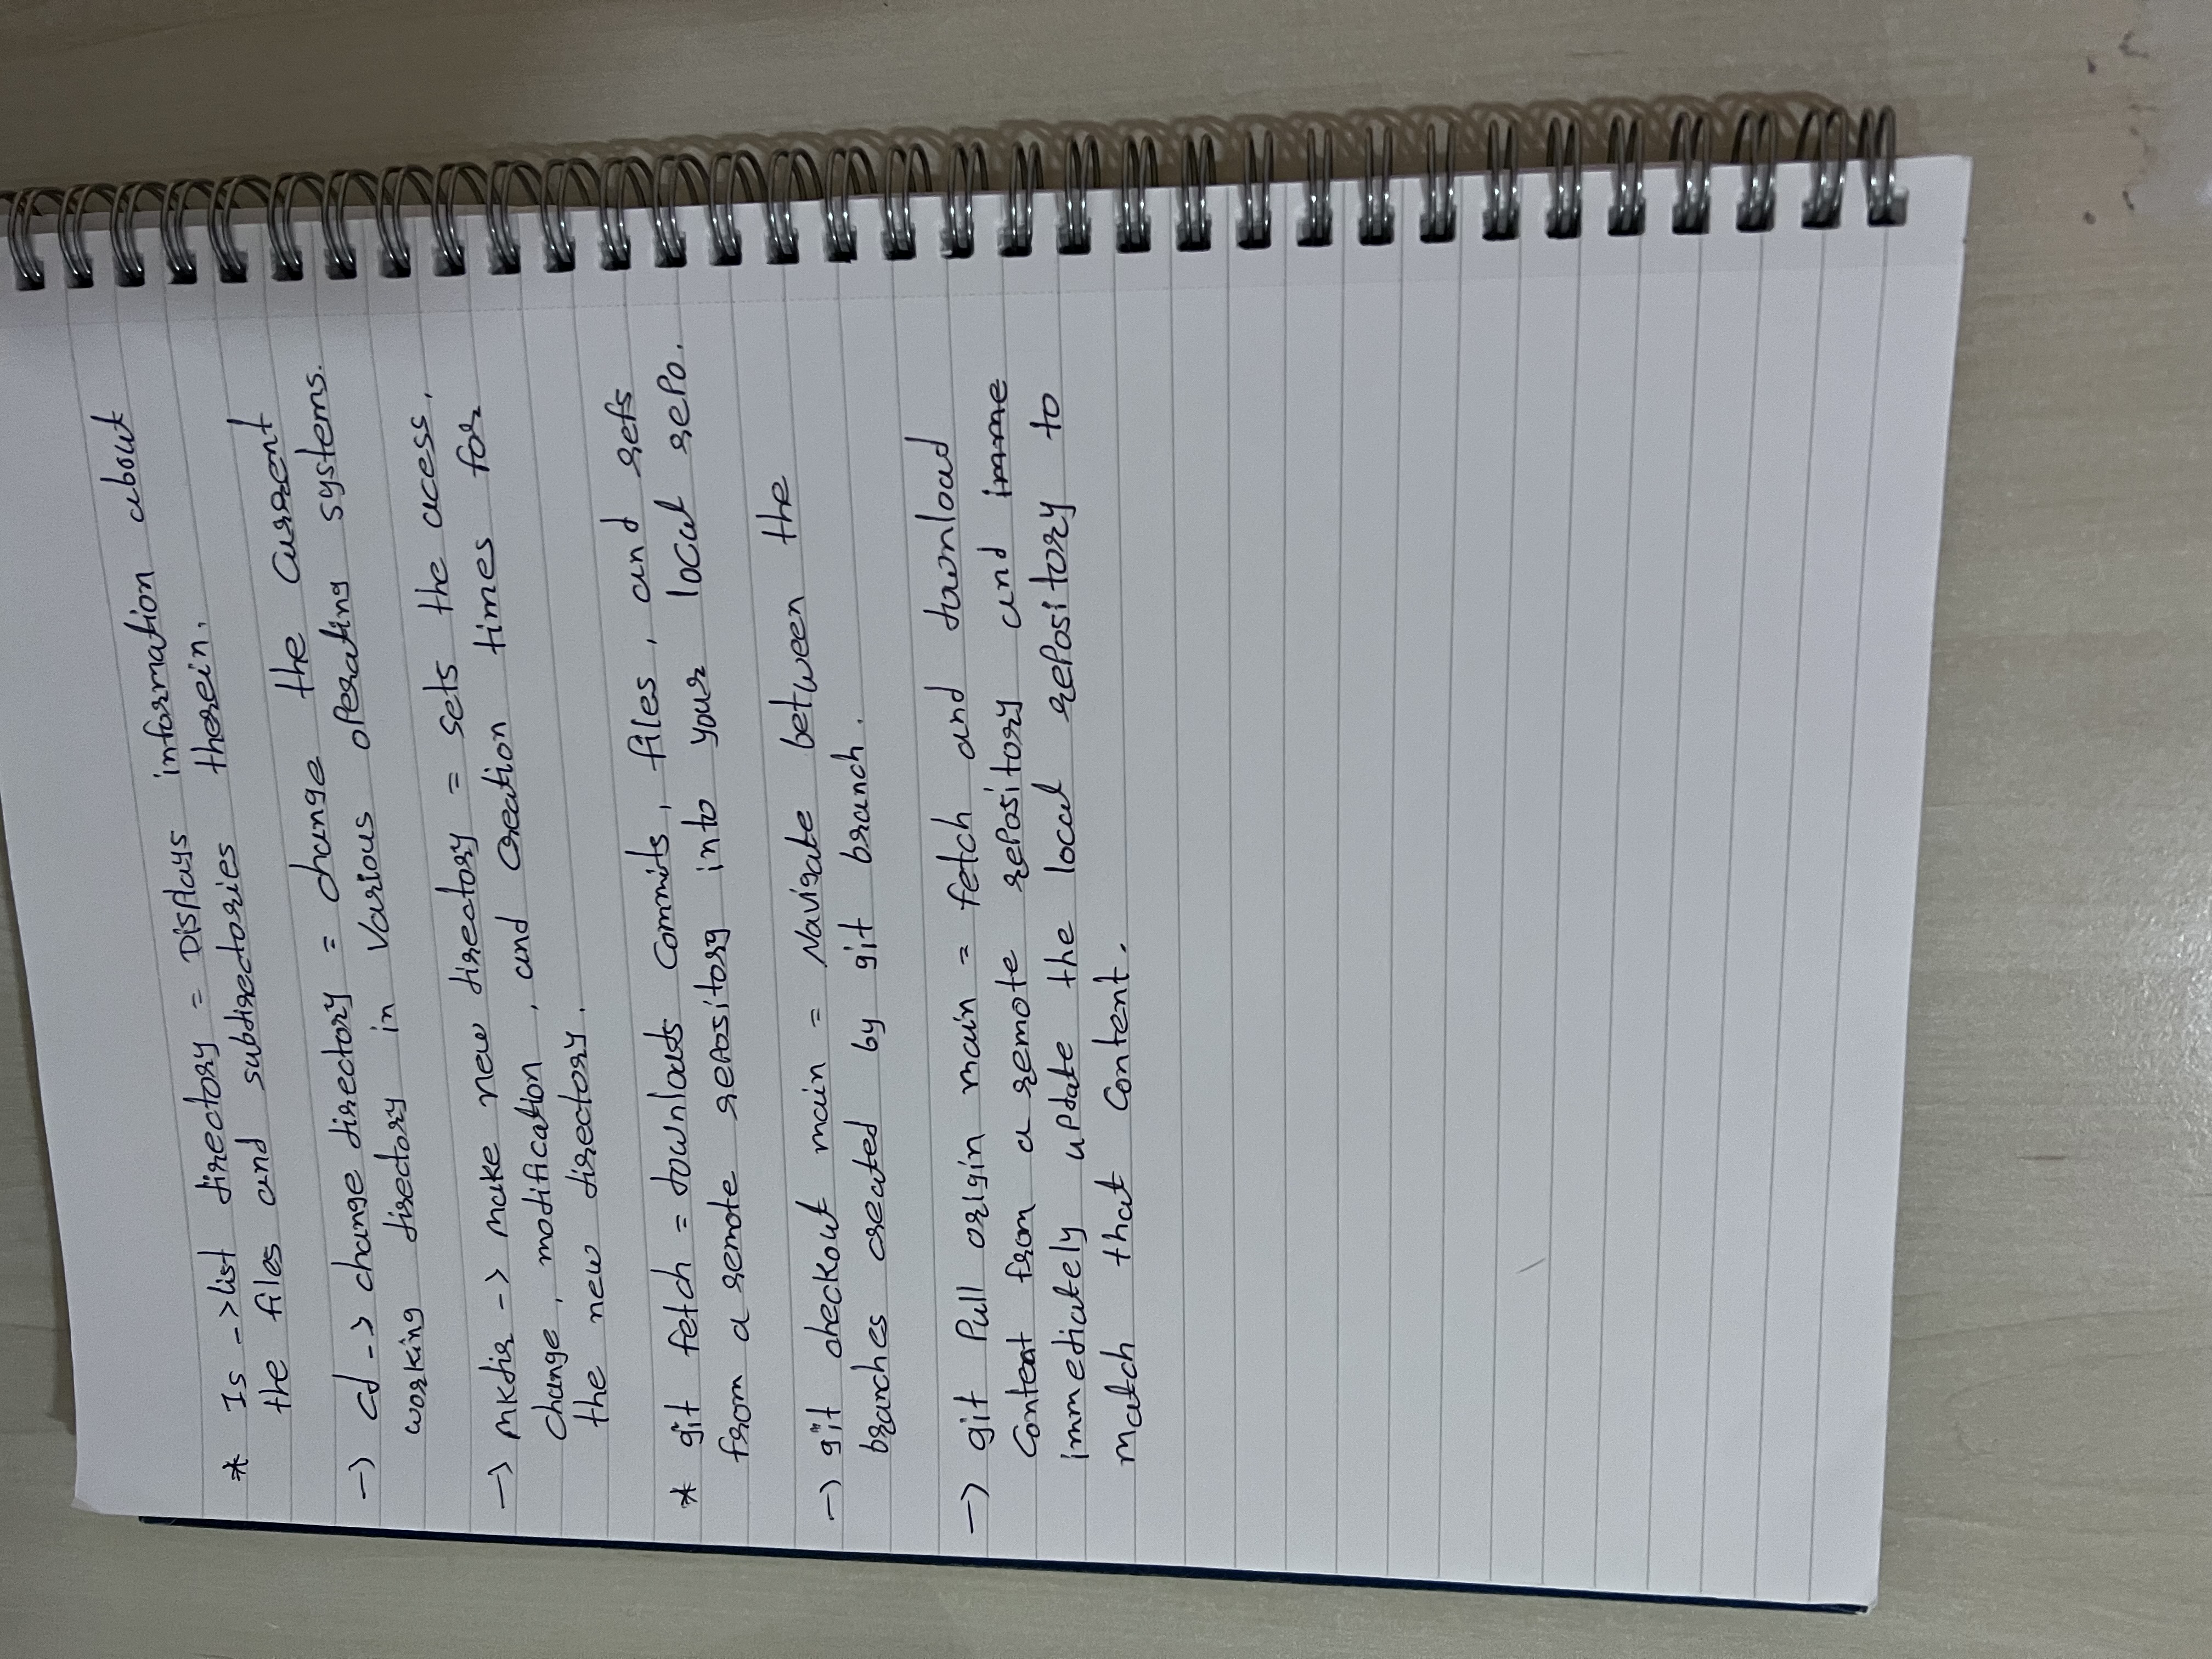 * Is -> list directory = Displays information about
the files and subdirectories therein.
-> cd -> change directory = change the current
working directory in various operating systems.
-> mkdir -> make new directory = sets the acess,
change, modification, and creation times for
the new directory.
* git fetch = downloads commits, files, and refs
from a remote repository into your local repo.
-> git checkout main = Navigate between the
branches created by git branch.
-> git Pull origin main = fetch and download
Content from a remote repository and imme
immediately update the local repository to
match that content.